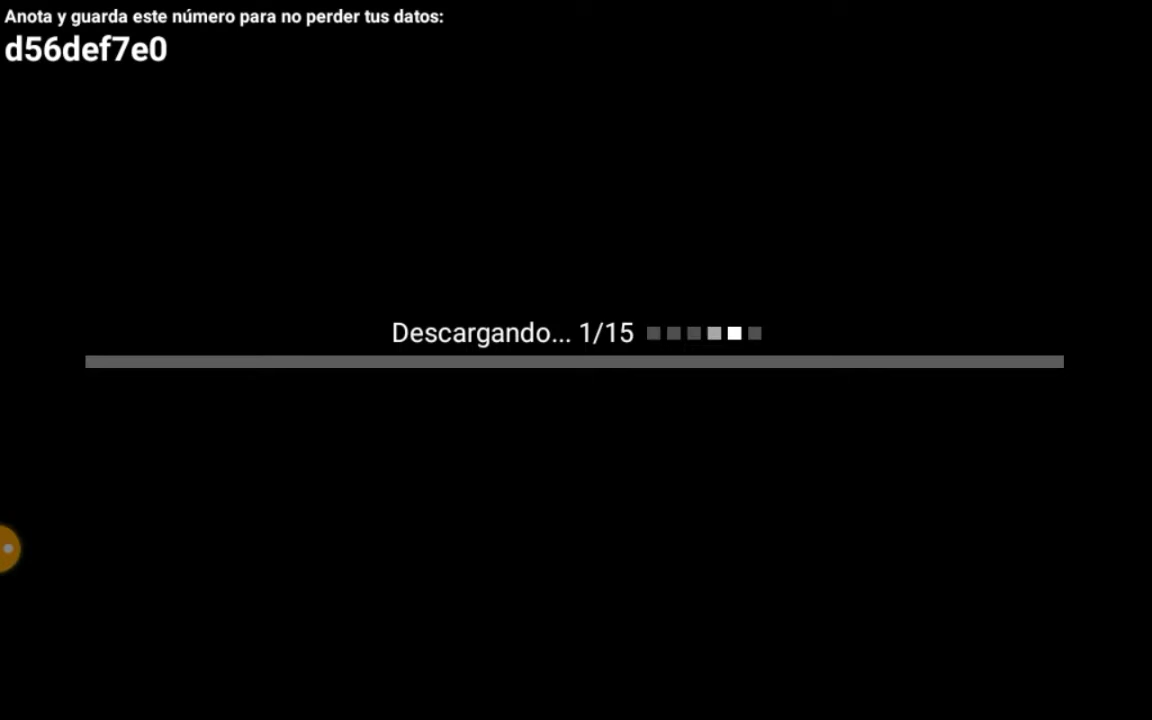 Anota y guarda este número para no perder tus datos:
d56def7e0
Descargando... 1/15